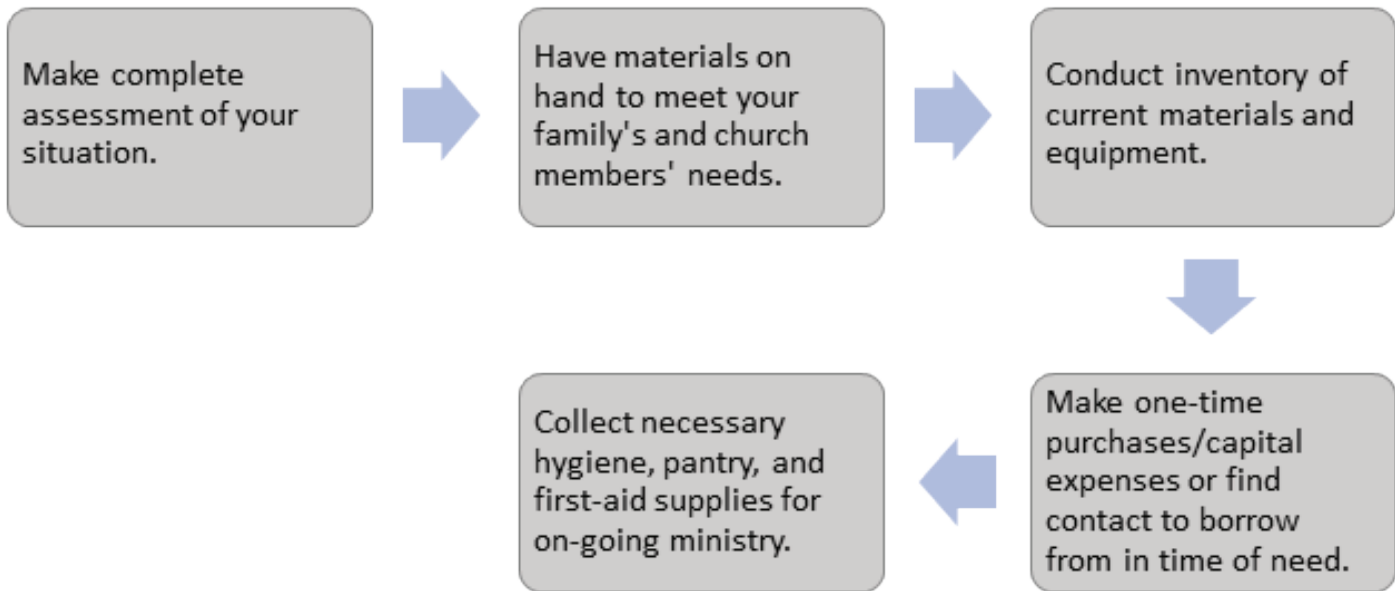 Make complete
assessment of your
situation.
Have materials on
hand to meet your
family's and church
members' needs.
Conduct inventory of
current materials and
equipment.
Make one-time
purchases/capital
expenses or find
contact to borrow
from in time of need.
Collect necessary
hygiene, pantry, and
first-aid supplies for
on-going ministry.